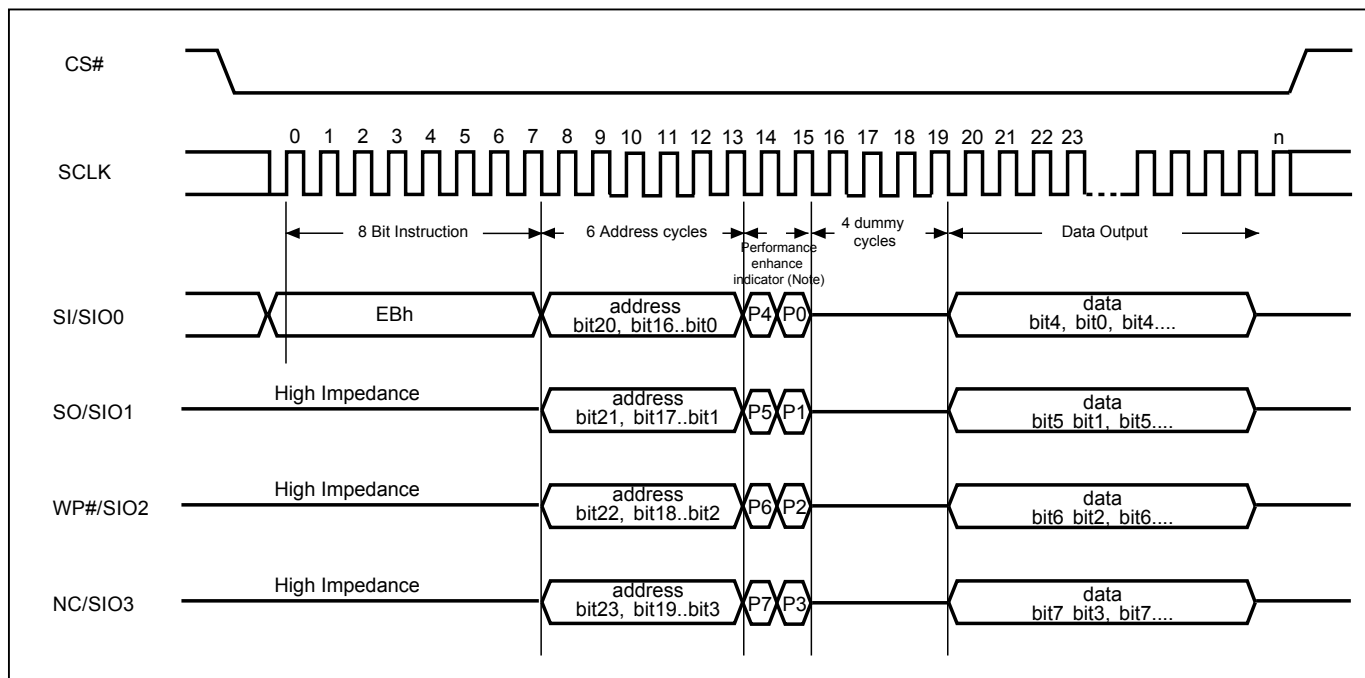 CS#
0 1 2 3 4 5 6 7 8 9 10 11 12 13 14 15 16 17 18 19 20 21 22 23 n
SCLK
8 Bit Instruction
6 Address cycles
Performance
enhance
indicator (Note)
4 dummy
cycles
Data Output
SI/SIO0
EBh
address
bit20, bit16..bit0
P4 P0
data
bit4, bit0, bit4....
SO/SIO1
High Impedance
address
bit21, bit17..bit1
P5 P1
data
bit5 bit1, bit5....
WP#/SIO2
High Impedance
address
bit22, bit18..bit2
P6 P2
data
bit6 bit2, bit6....
NC/SIO3
High Impedance
address
bit23, bit19..bit3
P7 P3
data
bit7 bit3, bit7....